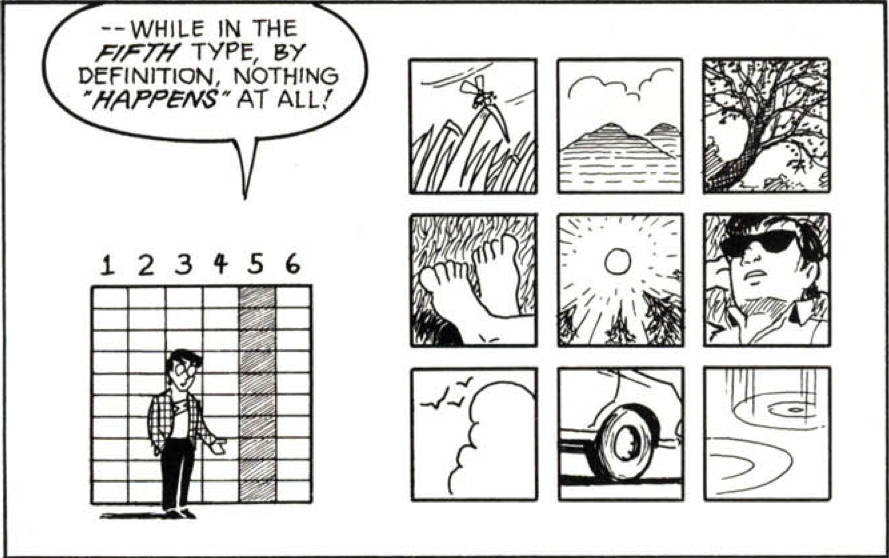 --WHILE IN THE
FIFTH TYPE, BY
DEFINITION, NOTHING
"HAPPENS" AT ALL!
1 2 3 4 5 6